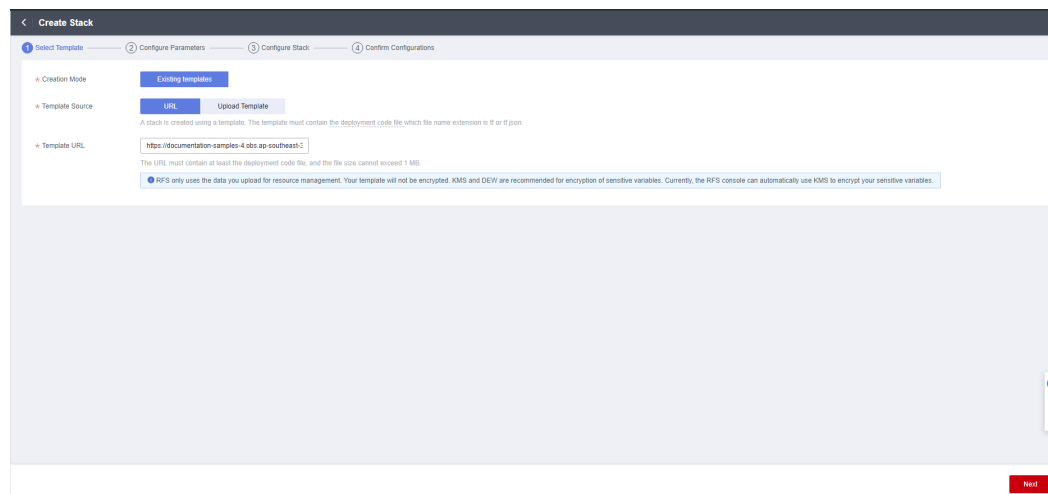 Create Stack
1 Select Template 2 Configure Parameters 3 Configure Stack 4 Confirm Configurations
* Creation Mode Existing templates
* Template Source URL Upload Template
A stack is created using a template. The template must contain the deployment code file which file name extension is tf or tf.json.
* Template URL https://documentation-samples-4.obs.ap-southeast-3
The URL must contain at least the deployment code file, and the file size cannot exceed 1 MB.
RFS only uses the data you upload for resource management. Your template will not be encrypted. KMS and DEW are recommended for encryption of sensitive variables. Currently, the RFS console can automatically use KMS to encrypt your sensitive variables.
Next